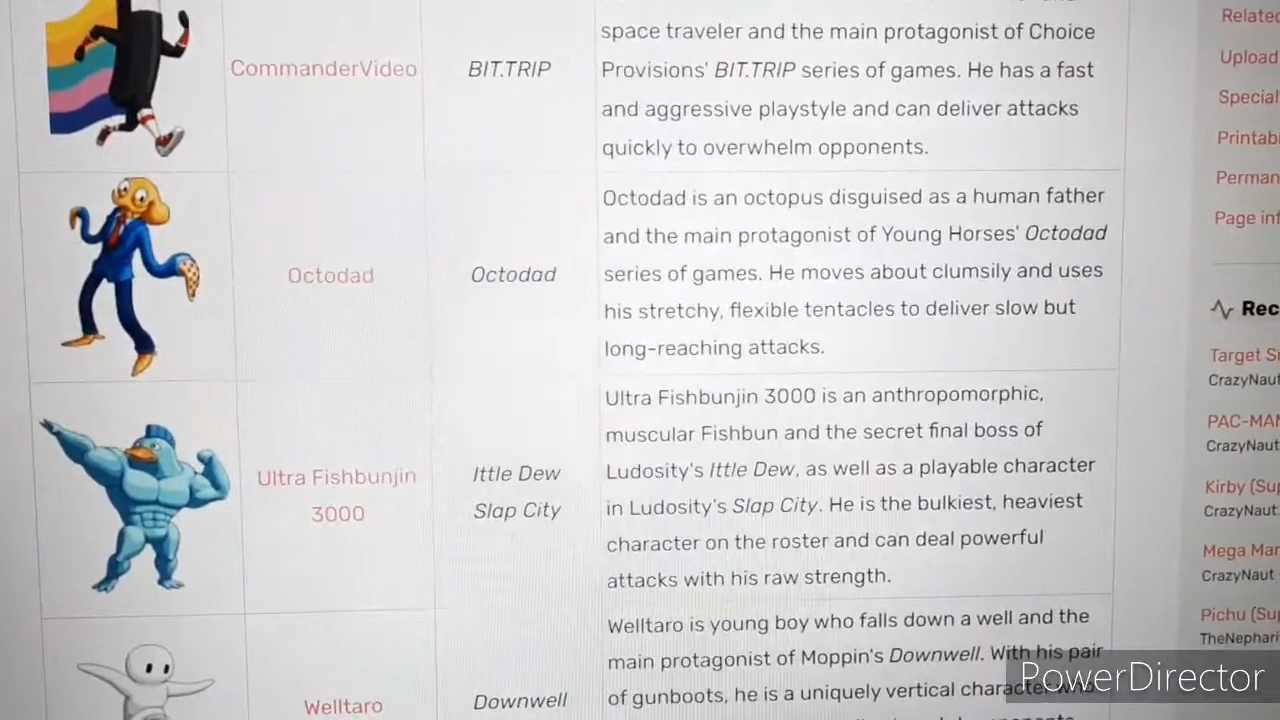 space traveler and the main protagonist of Choice
CommanderVideo
BIT.TRIP
Provisions' BIT.TRIP series of games. He has a fast
and aggressive playstyle and can deliver attacks
quickly to overwhelm opponents.
Octodad is an octopus disguised as a human father
and the main protagonist of Young Horses' Octodad
Octodad
Octodad
series of games. He moves about clumsily and uses
his stretchy, flexible tentacles to deliver slow but
long-reaching attacks.
Ultra Fishbunjin 3000 is an anthropomorphic,
muscular Fishbun and the secret final boss of
Ultra Fishbunjin
3000
Ittle Dew
Slap City
Ludosity's Ittle Dew, as well as a playable character
in Ludosity's Slap City. He is the bulkiest, heaviest
character on the roster and can deal powerful
attacks with his raw strength.
Welltaro is young boy who falls down a well and the
main protagonist of Moppin's Downwell. With his pair
Welltaro
Downwell
of gunboots, he is a uniquely vertical character
Related
Upload
Special
Printab
Perman
Page inf
Rec
Target S
CrazyNaut
PAC-MAN
CrazyNaut
Kirby (Sup
CrazyNaut
Mega Man
CrazyNaut
Pichu (Sup
TheNephari
PowerDirector